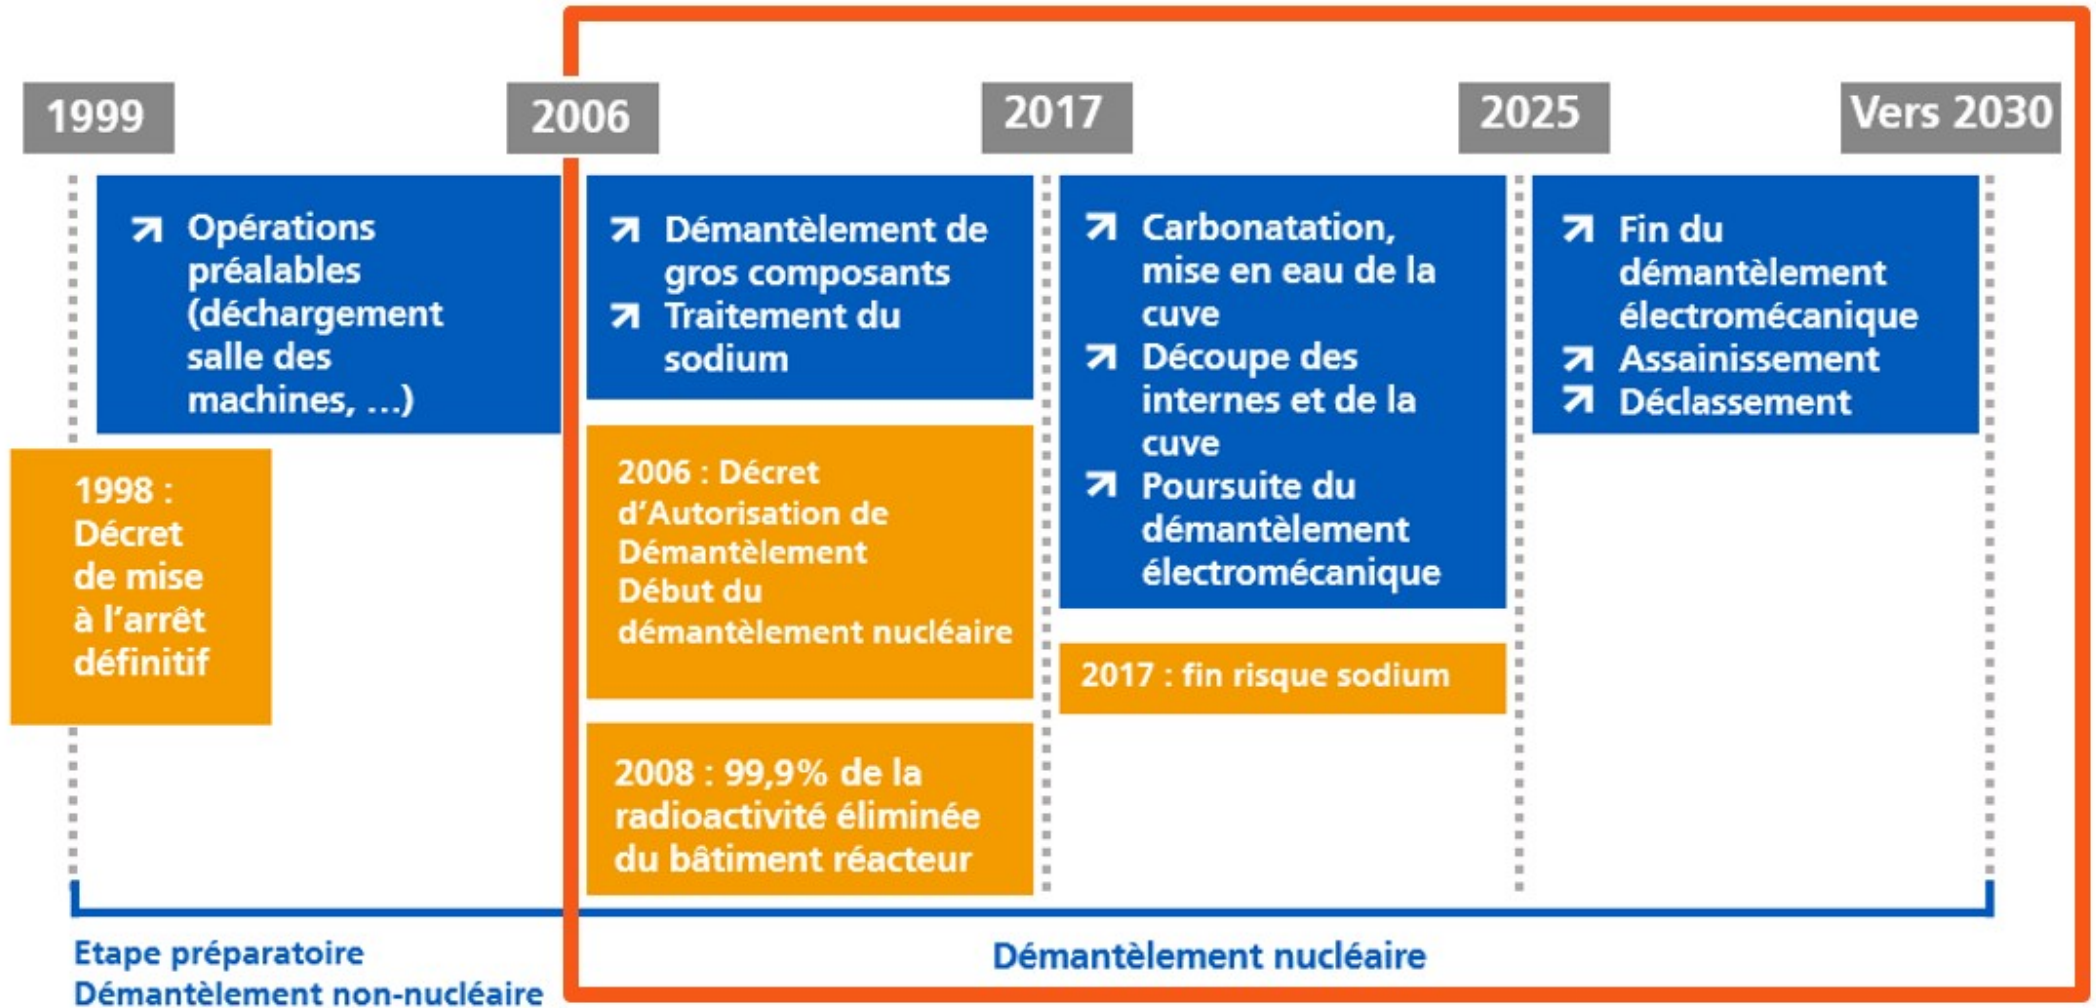 1999
2006
2017
2025
Vers 2030
Opérations
préalables
(déchargement
salle des
machines, ...)
1998 :
Décret
de mise
à l'arrêt
définitif
Démantèlement de
gros composants
Traitement du
sodium
2006 : Décret
d'Autorisation de
Démantèlement
Début du
démantèlement nucléaire
2008 : 99,9% de la
radioactivité éliminée
du bâtiment réacteur
Carbonatation,
mise en eau de la
cuve
Découpe des
internes et de la
cuve
Poursuite du
démantèlement
électromécanique
2017 : fin risque sodium
Fin du
démantèlement
électromécanique
Assainissement
Déclassement
Etape préparatoire
Démantèlement non-nucléaire
Démantèlement nucléaire